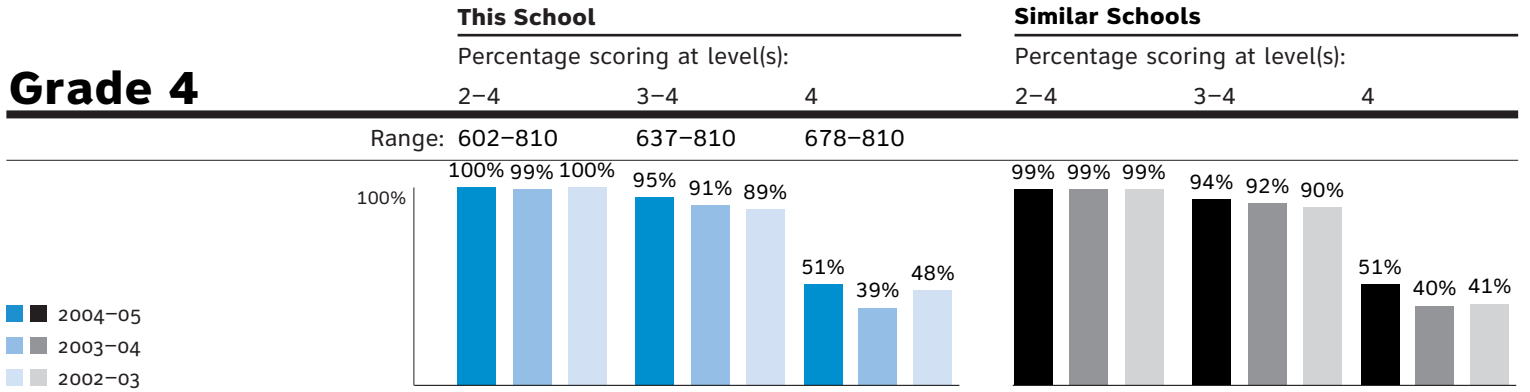 This School Similar Schools
Percentage scoring at level(s): Percentage scoring at level(s):
Grade 4 2–4 3–4 4 2–4 3–4 4
Range: 602–810 637–810 678–810
100% 99% 100% 95% 91% 89% 51% 39% 48% 99% 99% 99% 94% 92% 90% 51% 40% 41%
100%
2004–05
2003–04
2002–03